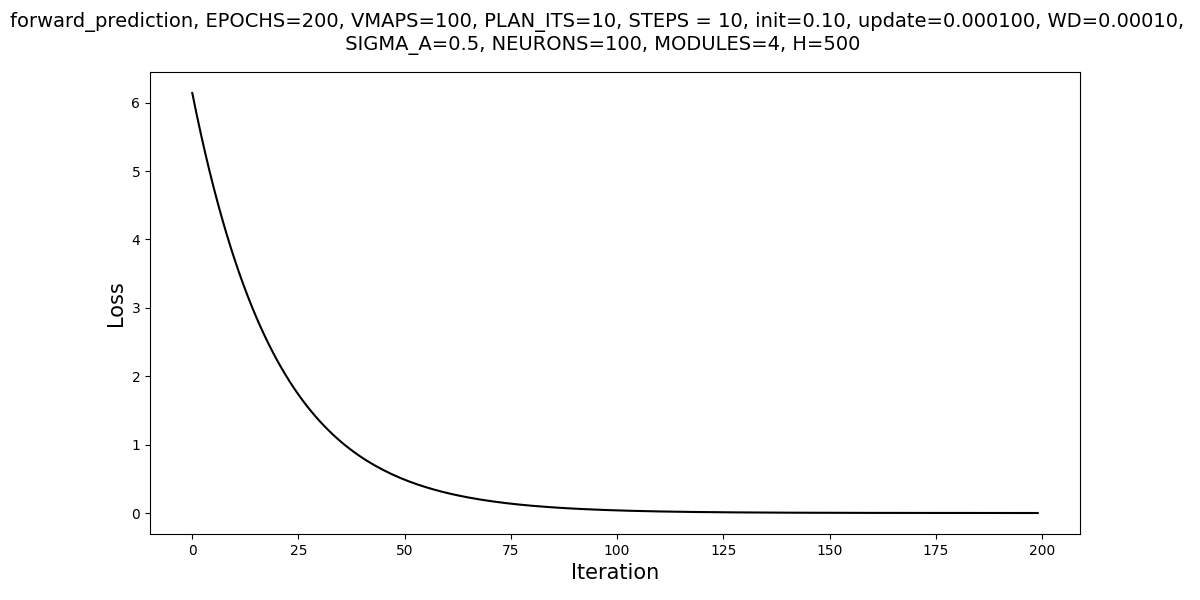 forward_prediction, EPOCHS=200, VMAPS=100, PLAN_ITS=10, STEPS = 10, init=0.10, update=0.000100, WD=0.00010,
SIGMA_A=0.5, NEURONS=100, MODULES=4, H=500
6
5
4
3
2
1
0
Loss
0 25 50 75 100 125 150 175 200
Iteration